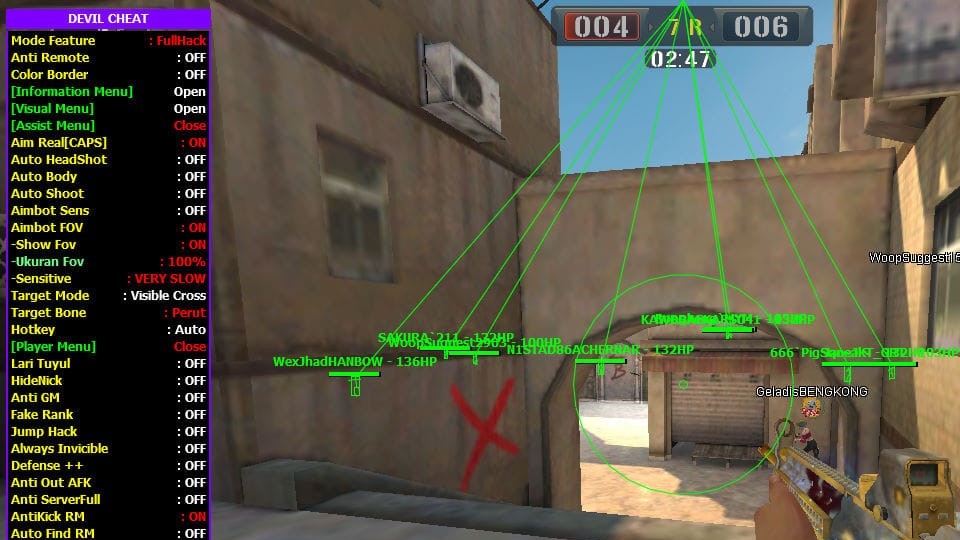 DEVIL CHEAT
Mode Feature : FullHack
Anti Remote : OFF
Color Border : OFF
[Information Menu] Open
[Visual Menu] Open
[Assist Menu] Close
Aim Real[CAPS] : ON
Auto HeadShot : OFF
Auto Body : OFF
Auto Shoot : OFF
Aimbot Sens : OFF
Aimbot FOV : ON
-Show Fov : ON
-Ukuran Fov : 100%
-Sensitive : VERY SLOW
Target Mode : Visible Cross
Target Bone : Perut
Hotkey : Auto
[Player Menu] Close
Lari Tuyul : OFF
HideNick : OFF
Anti GM : OFF
Fake Rank : OFF
Jump Hack : OFF
Always Invicible : OFF
Defense ++ : OFF
Anti Out AFK : OFF
Anti ServerFull : OFF
AntiKick RM : ON
Auto Find RM : OFF
004 7 R 006
02:47
SAKURA`211 - 122HP
WoopSuggest2965 - 100HP
WexJhadHANBOW - 136HP
N1STAD86ACHERNAR - 132HP
GeladisBENGKONG
B